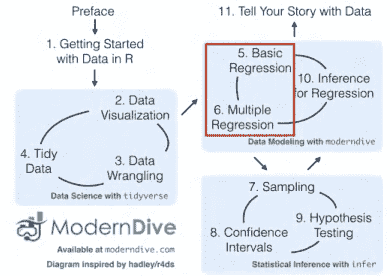 Preface
11. Tell Your Story with Data
1. Getting Started
with Data in R
2. Data
Visualization
4. Tidy
Data
3. Data
Wrangling
Data Science with tidyverse
5. Basic
Regression
10. Inference
for Regression
6. Multiple
Regression
Data Modeling with moderndive
7. Sampling
8. Confidence
Intervals
9. Hypothesis
Testing
Statistical Inference with infer
ModernDive
Available at moderndive.com
Diagram inspired by hadley/r4ds